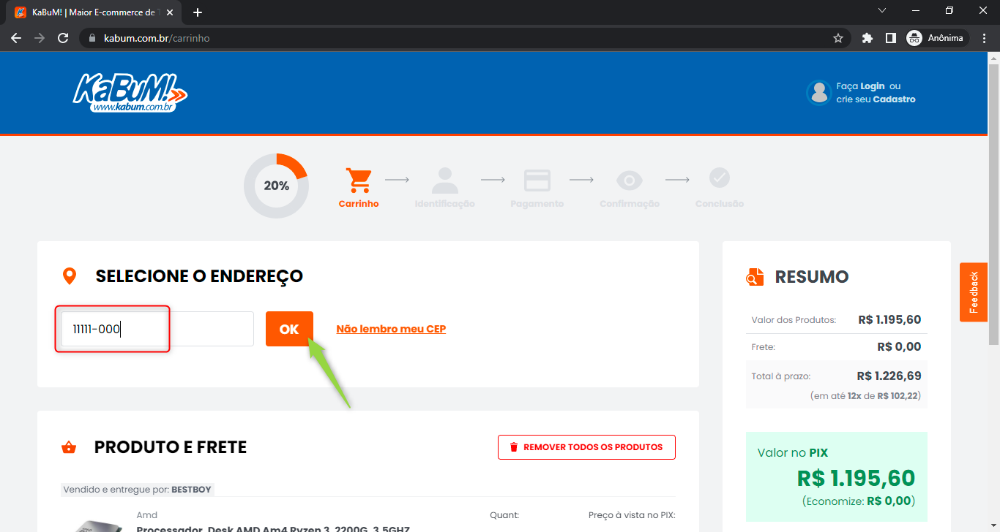 KaBuM! | Maior E-commerce de T
kabum.com.br/carrinho
Anônima
KaBuM!
www.kabum.com.br
Faça Login ou
crie seu Cadastro
20%
Carrinho
Identificação
Pagamento
Confirmação
Conclusão
SELECIONE O ENDEREÇO
11111-000
OK
Não lembro meu CEP
RESUMO
Valor dos Produtos: R$ 1.195,60
Frete: R$ 0,00
Total à prazo: R$ 1.226,69
(em até 12x de R$ 102,22)
Valor no PIX
R$ 1.195,60
(Economize: R$ 0,00)
Feedback
PRODUTO E FRETE
REMOVER TODOS OS PRODUTOS
Vendido e entregue por: BESTBOY
Amd
Quant:
Preço à vista no PIX:
Processador, Desk AMD Am4 Ryzen 3, 2200G, 3.5GHZ